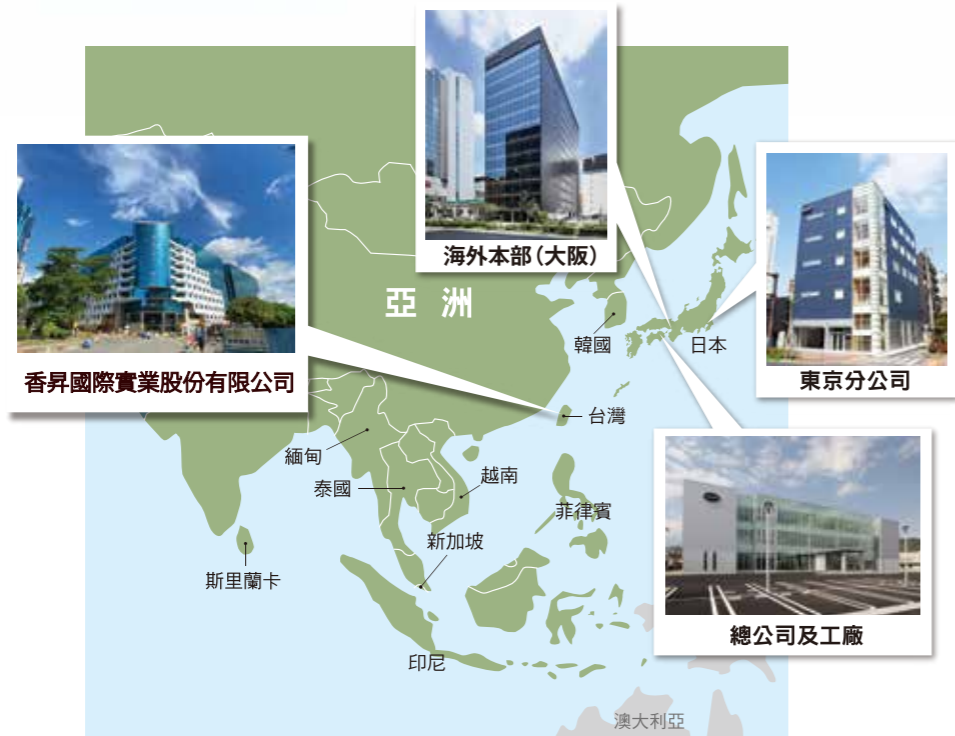 海外本部(大阪)
亞洲
韓國
日本
東京分公司
香昇國際實業股份有限公司
台灣
緬甸
越南
泰國
菲律賓
新加坡
斯里蘭卡
總公司及工廠
印尼
澳大利亞